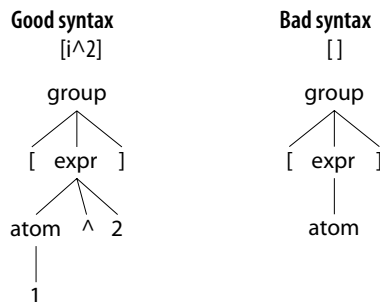 Good syntax Bad syntax
[i^2] [ ]
group group
[ expr ] [ expr ]
atom ^ 2 atom
1